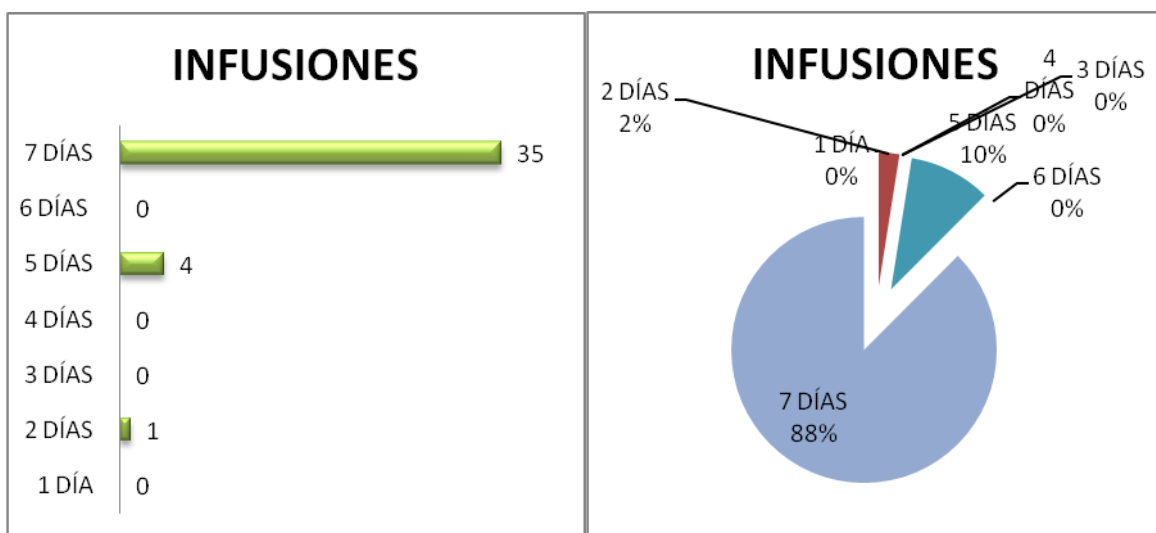 INFUSIONES
7 DÍAS
35
6 DÍAS
0
5 DÍAS
4
4 DÍAS
0
3 DÍAS
0
2 DÍAS
1
1 DÍA
0
INFUSIONES
2 DÍAS
2%
1 DÍA
0%
4
DÍAS
0%
3 DÍAS
0%
5 DÍAS
10%
6 DÍAS
0%
7 DÍAS
88%